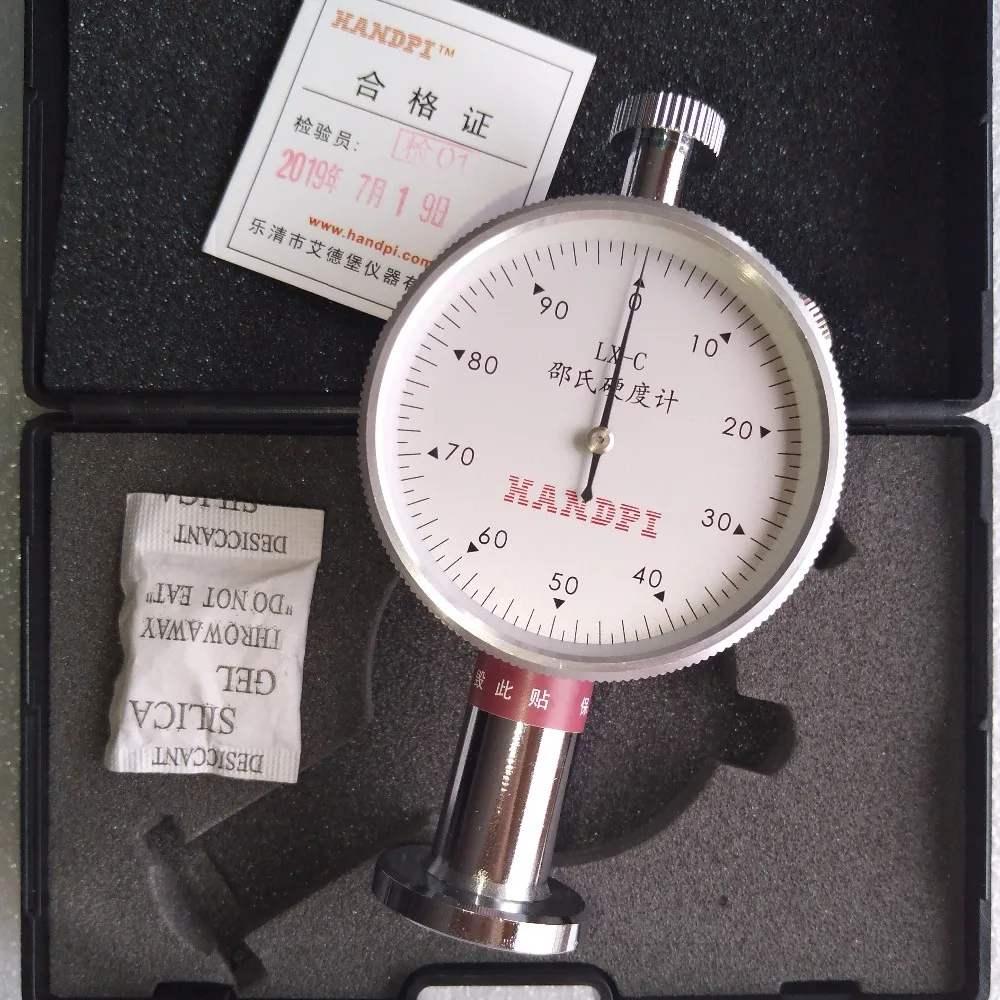 HANDPI™
合格证
检验员: 检01
2019年 7月19日
www.handpi.com
乐清市艾德堡仪器有
0
10
20
30
40
50
60
70
80
90
LX-C
邵氏硬度计
HANDPI
毁此贴 保
SILICA
DESICCANT
"DO NOT EAT"
THROWAWAY
GEL
SILICA
DESICCANT